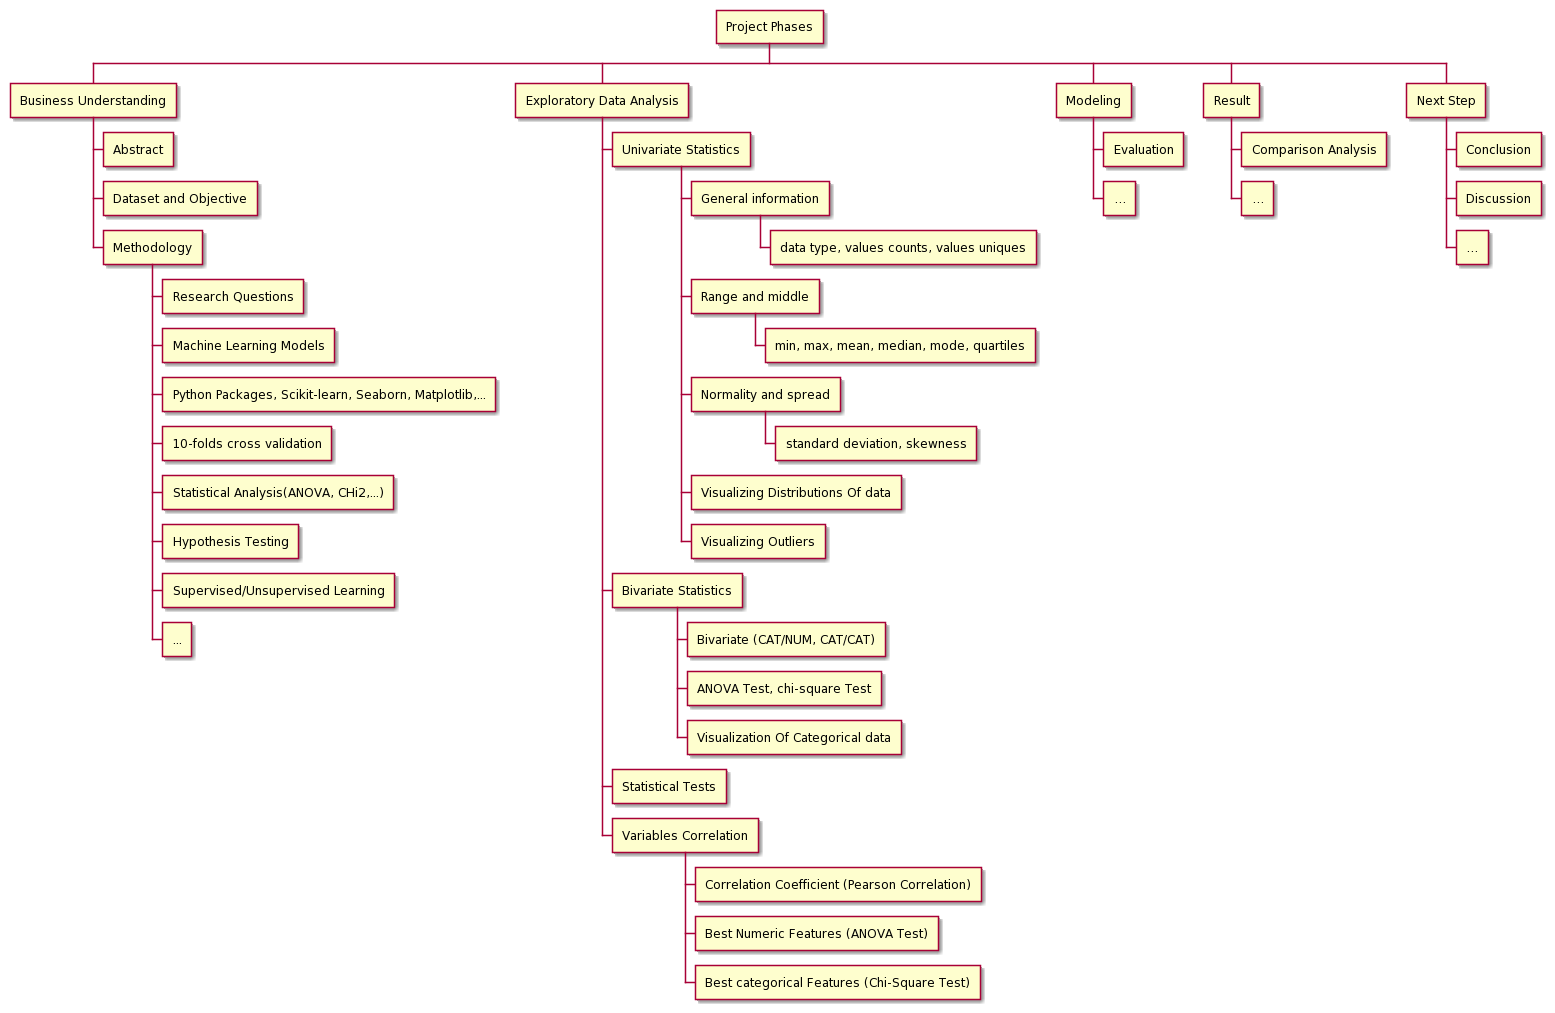 Project Phases
Business Understanding
Abstract
Dataset and Objective
Methodology
Research Questions
Machine Learning Models
Python Packages, Scikit-learn, Seaborn, Matplotlib,...
10-folds cross validation
Statistical Analysis(ANOVA, CHi2,...)
Hypothesis Testing
Supervised/Unsupervised Learning
...
Exploratory Data Analysis
Univariate Statistics
General information
data type, values counts, values uniques
Range and middle
min, max, mean, median, mode, quartiles
Normality and spread
standard deviation, skewness
Visualizing Distributions Of data
Visualizing Outliers
Bivariate Statistics
Bivariate (CAT/NUM, CAT/CAT)
ANOVA Test, chi-square Test
Visualization Of Categorical data
Statistical Tests
Variables Correlation
Correlation Coefficient (Pearson Correlation)
Best Numeric Features (ANOVA Test)
Best categorical Features (Chi-Square Test)
Modeling
Evaluation
...
Result
Comparison Analysis
...
Next Step
Conclusion
Discussion
...